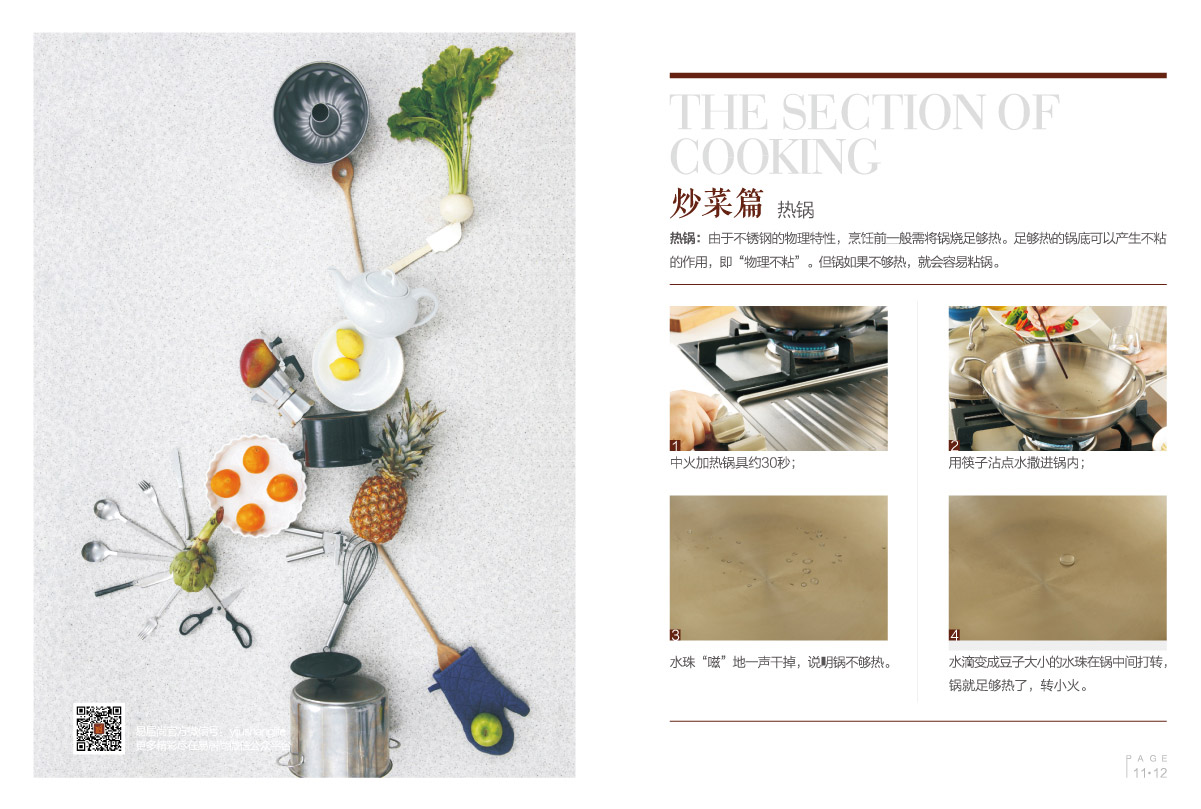 THE SECTION OF
COOKING
炒菜篇 热锅
热锅：由于不锈钢的物理特性，烹饪前一般需将锅烧足够热。足够热的锅底可以产生不粘
的作用，即“物理不粘”。但锅如果不够热，就会容易粘锅。
1
中火加热锅具约30秒；
2
用筷子沾点水撒进锅内；
3
水珠“嗞”地一声干掉，说明锅不够热。
4
水滴变成豆子大小的水珠在锅中间打转，
锅就足够热了，转小火。
PAGE
11·12